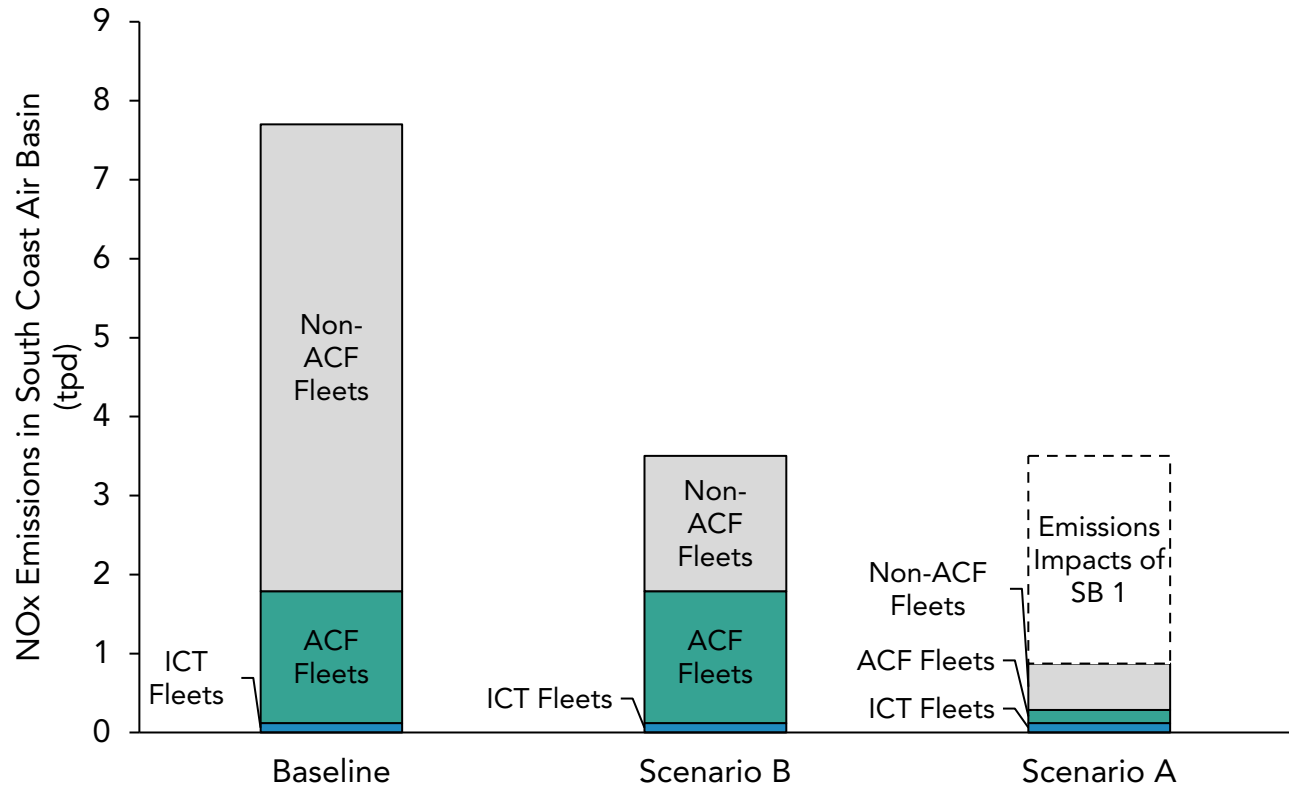 NOx Emissions in South Coast Air Basin
(tpd)
9
8
7
6
5
4
3
2
1
0
Non-
ACF
Fleets
ACF
Fleets
ICT
Fleets
Non-
ACF
Fleets
ACF
Fleets
ICT Fleets
Emissions
Impacts of
SB 1
Non-ACF
Fleets
ACF Fleets
ICT Fleets
Baseline
Scenario B
Scenario A